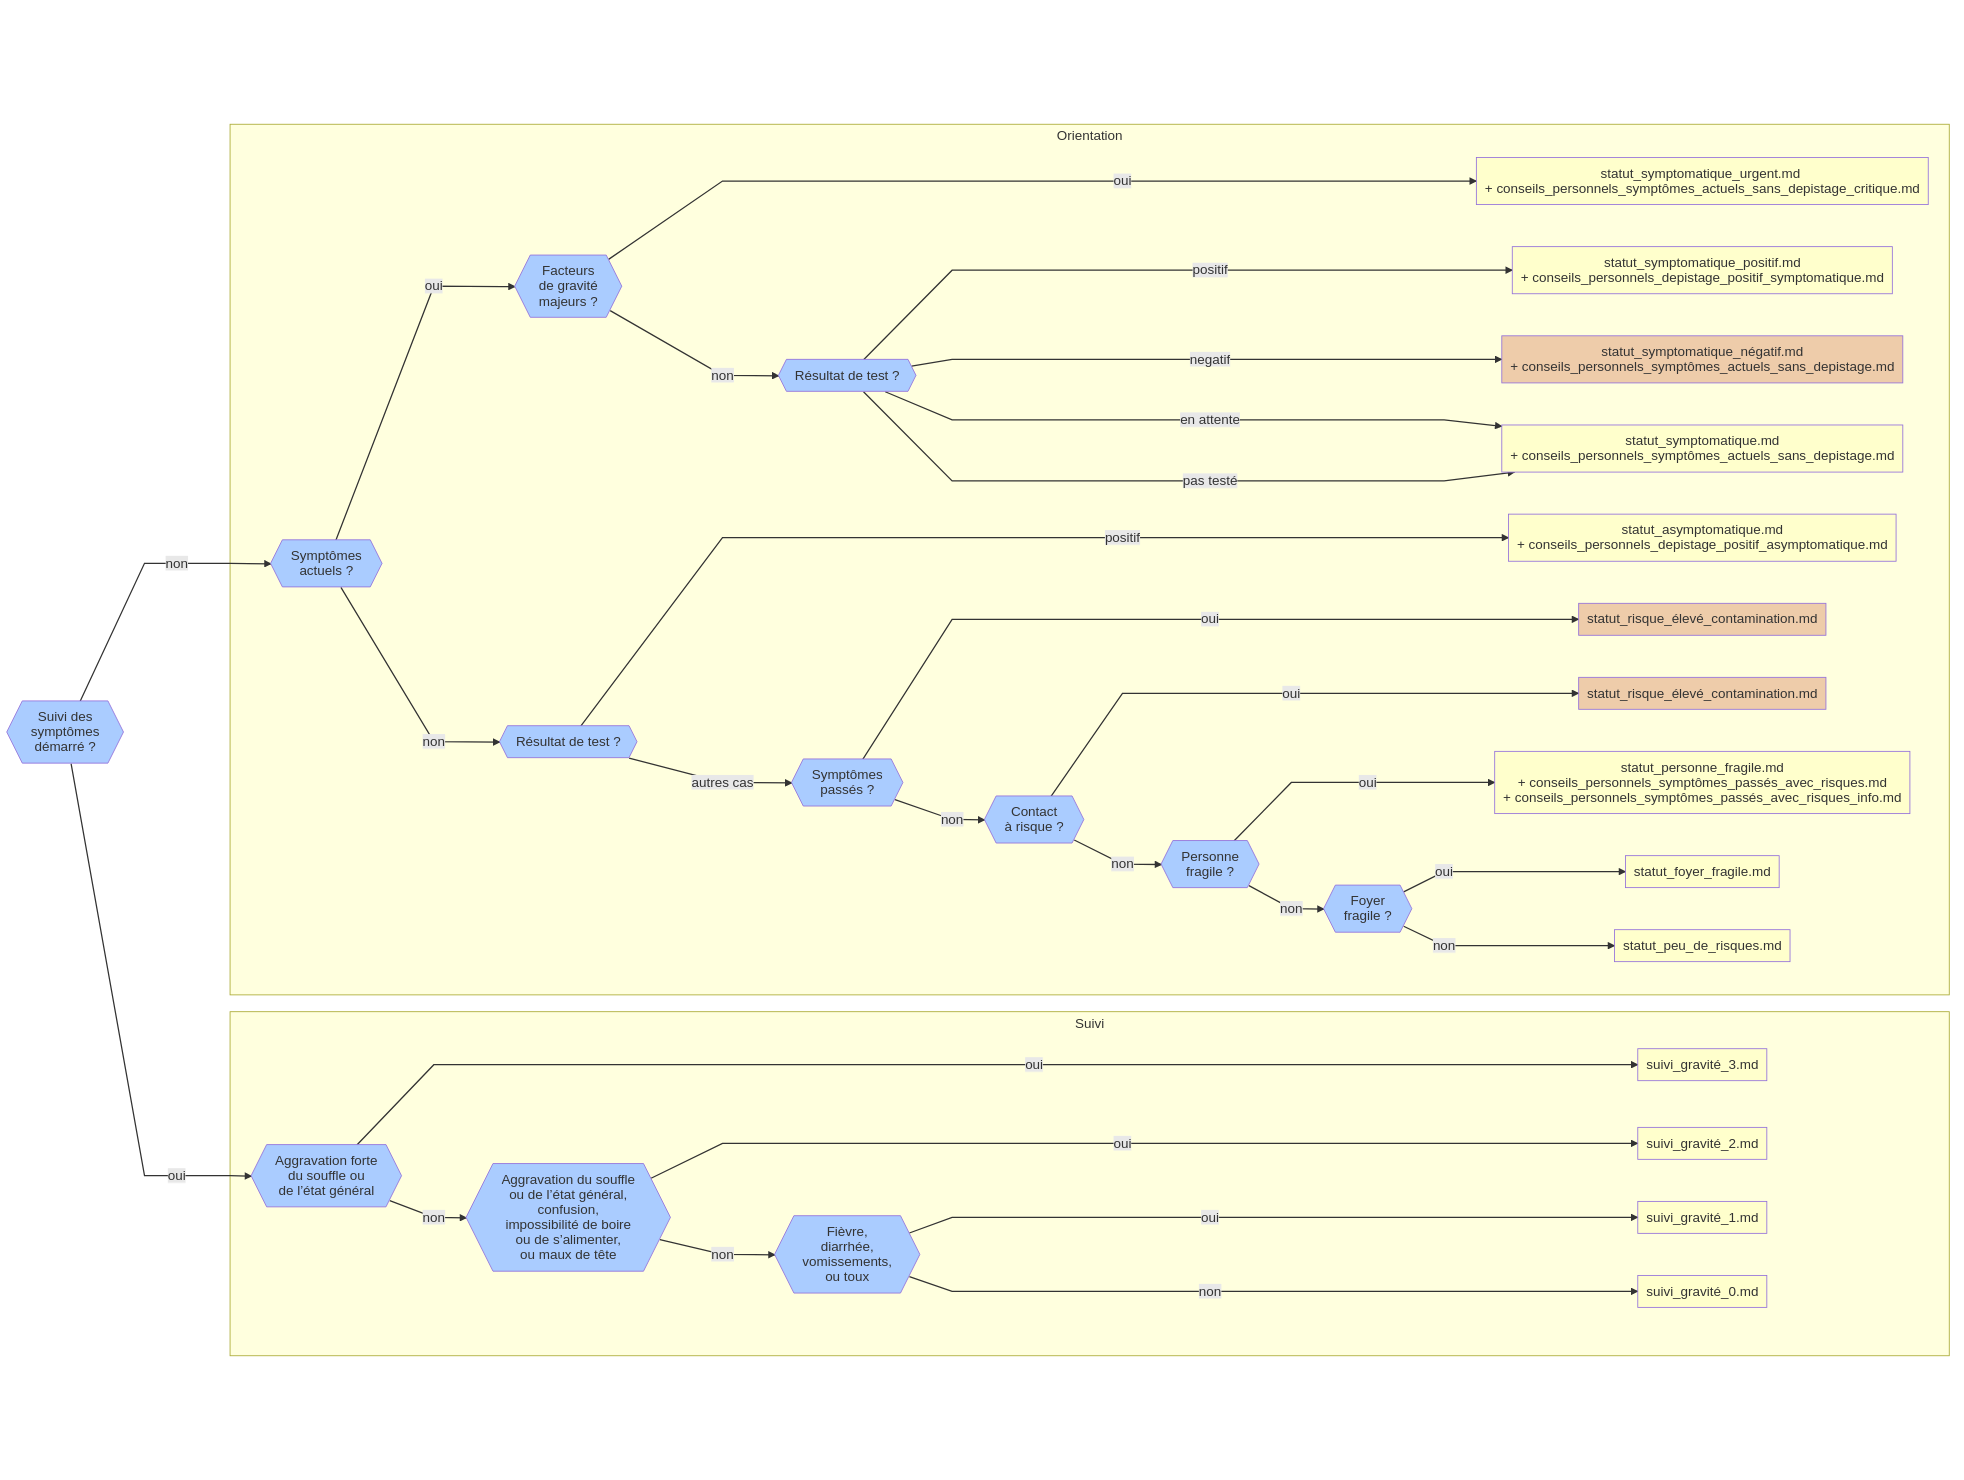 Orientation
statut_symptomatique_urgent.md
+ conseils_personnels_symptômes_actuels_sans_depistage_critique.md
oui
Facteurs
de gravité
majeurs ?
oui
statut_symptomatique_positif.md
+ conseils_personnels_depistage_positif_symptomatique.md
positif
non
Résultat de test ?
statut_symptomatique_négatif.md
+ conseils_personnels_symptômes_actuels_sans_depistage.md
negatif
en attente
statut_symptomatique.md
+ conseils_personnels_symptômes_actuels_sans_depistage.md
pas testé
Symptômes
actuels ?
non
positif
statut_asymptomatique.md
+ conseils_personnels_depistage_positif_asymptomatique.md
oui
statut_risque_élevé_contamination.md
oui
statut_risque_élevé_contamination.md
Suivi des
symptômes
démarré ?
non
Résultat de test ?
autres cas
Symptômes
passés ?
non
Contact
à risque ?
oui
statut_personne_fragile.md
+ conseils_personnels_symptômes_passés_avec_risques.md
+ conseils_personnels_symptômes_passés_avec_risques_info.md
non
Personne
fragile ?
oui
statut_foyer_fragile.md
non
Foyer
fragile ?
non
statut_peu_de_risques.md
Suivi
oui
suivi_gravité_3.md
oui
Aggravation forte
du souffle ou
de l’état général
oui
suivi_gravité_2.md
non
Aggravation du souffle
ou de l’état général,
confusion,
impossibilité de boire
ou de s’alimenter,
ou maux de tête
oui
suivi_gravité_1.md
non
Fièvre,
diarrhée,
vomissements,
ou toux
non
suivi_gravité_0.md